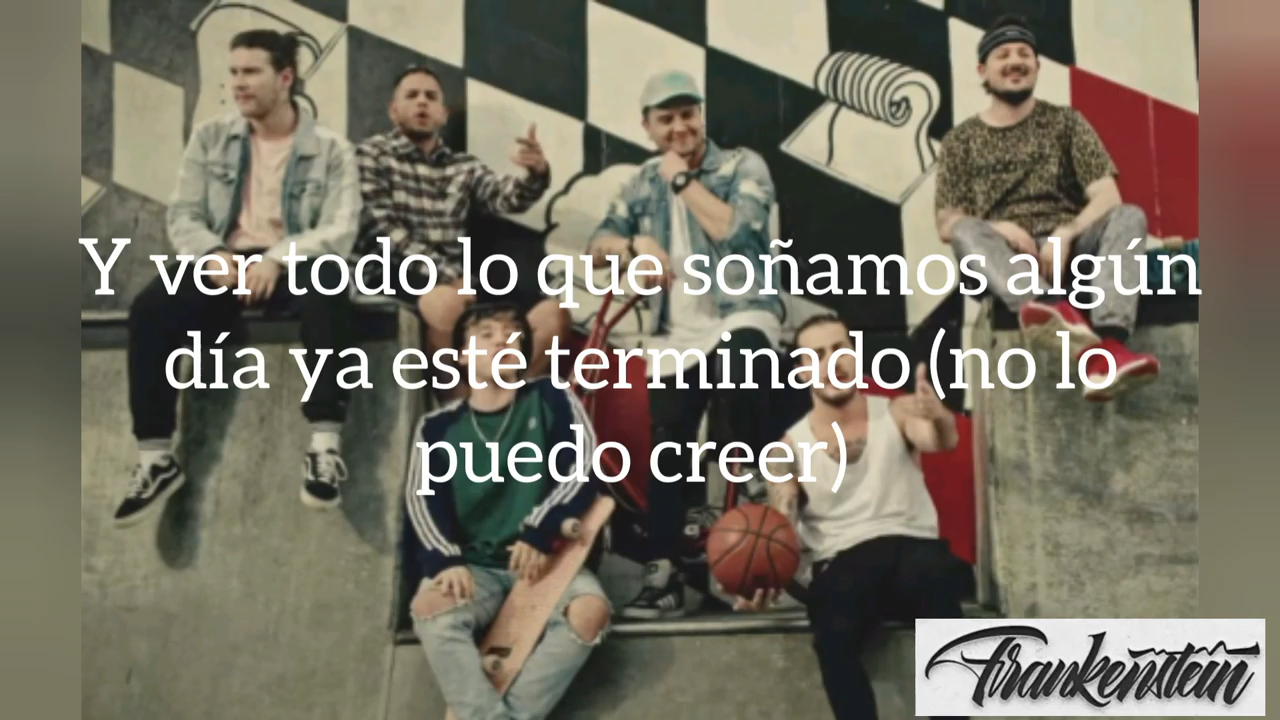 Y ver todo lo que soñamos algún
día ya esté terminado (no lo
puedo creer)
Frankenstein